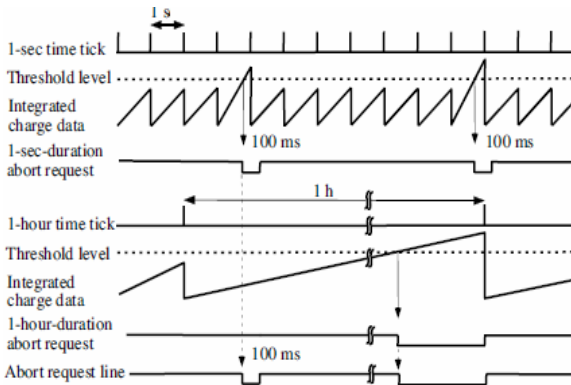 1 s
1-sec time tick
Threshold level
Integrated
charge data
100 ms
100 ms
1-sec-duration
abort request
1 h
1-hour time tick
Threshold level
Integrated
charge data
1-hour-duration
abort request
100 ms
Abort request line